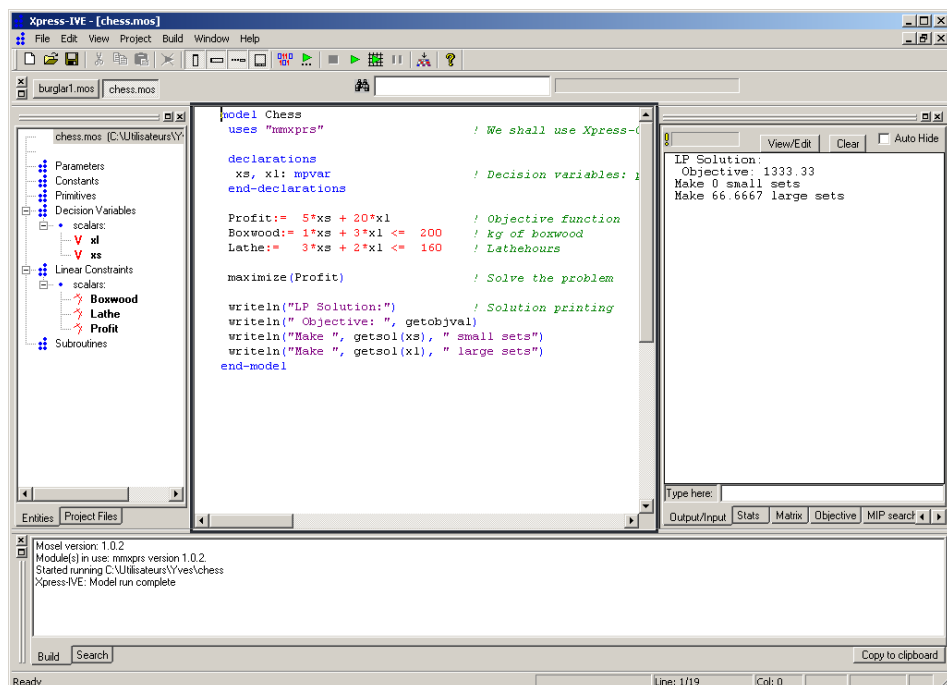 Xpress-IVE - [chess.mos]
File Edit View Project Build Window Help
burglar1.mos chess.mos
chess.mos (C:\Utilisateurs\Y
Parameters
Constants
Primitives
Decision Variables
scalars:
xl
xs
Linear Constraints
scalars:
Boxwood
Lathe
Profit
Subroutines
Entities Project Files
model Chess
uses "mmxprs" ! We shall use Xpress-O
declarations
xs, xl: mpvar ! Decision variables: p
end-declarations
Profit:= 5*xs + 20*xl ! Objective function
Boxwood:= 1*xs + 3*xl <= 200 ! kg of boxwood
Lathe:= 3*xs + 2*xl <= 160 ! Lathehours
maximize(Profit) ! Solve the problem
writeln("LP Solution:") ! Solution printing
writeln(" Objective: ", getobjval)
writeln("Make ", getsol(xs), " small sets")
writeln("Make ", getsol(xl), " large sets")
end-model
View/Edit Clear Auto Hide
LP Solution:
Objective: 1333.33
Make 0 small sets
Make 66.6667 large sets
Type here:
Output/Input Stats Matrix Objective MIP search
Mosel version: 1.0.2
Module(s) in use: mmxprs version 1.0.2.
Started running C:\Utilisateurs\Yves\chess
Xpress-IVE: Model run complete
Build Search
Copy to clipboard
Ready Line: 1/19 Col: 0